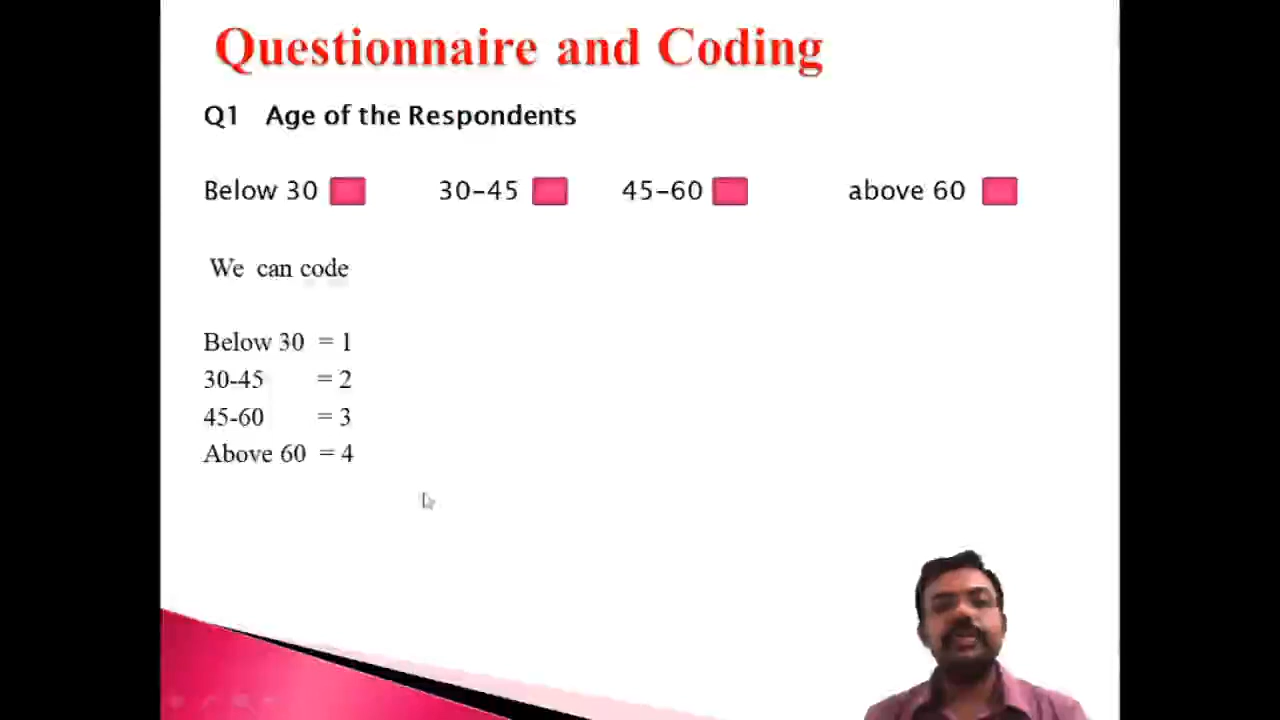 Questionnaire and Coding
Q1 Age of the Respondents
Below 30 30-45 45-60 above 60
We can code
Below 30 = 1
30-45 = 2
45-60 = 3
Above 60 = 4